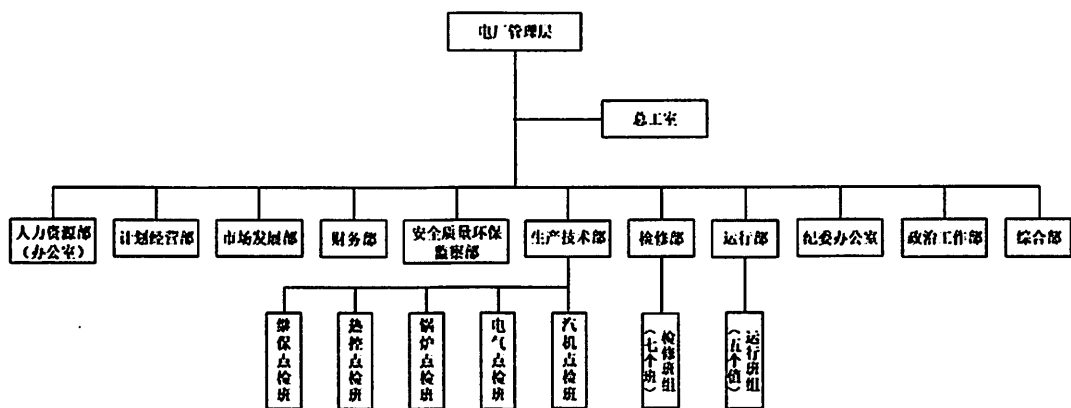 电厂管理层
总工室
人力资源部
（办公室）
计划经营部
市场发展部
财务部
安全质量环保
监察部
生产技术部
检修部
运行部
纪委办公室
政治工作部
综合部
继保点检班
热控点检班
锅炉点检班
电气点检班
汽机点检班
检修班组
（七个班）
运行班组
（五个值）